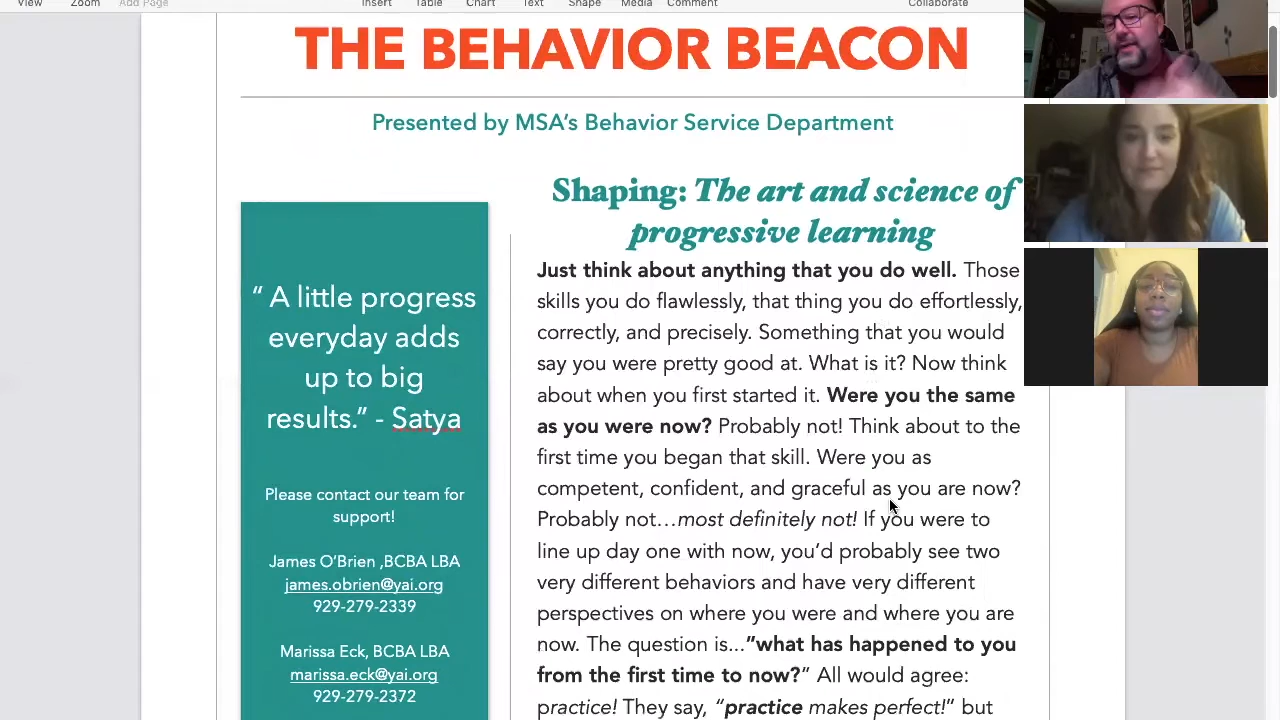 View Zoom Add Page Insert Table Chart Text Shape Media Comment Collaborate
THE BEHAVIOR BEACON
Presented by MSA's Behavior Service Department
“ A little progress
everyday adds
up to big
results.” - Satya
Please contact our team for
support!
James O'Brien ,BCBA LBA
james.obrien@yai.org
929-279-2339
Marissa Eck, BCBA LBA
marissa.eck@yai.org
929-279-2372
Shaping: The art and science of
progressive learning
Just think about anything that you do well. Those
skills you do flawlessly, that thing you do effortlessly,
correctly, and precisely. Something that you would
say you were pretty good at. What is it? Now think
about when you first started it. Were you the same
as you were now? Probably not! Think about to the
first time you began that skill. Were you as
competent, confident, and graceful as you are now?
Probably not…most definitely not! If you were to
line up day one with now, you'd probably see two
very different behaviors and have very different
perspectives on where you were and where you are
now. The question is...”what has happened to you
from the first time to now?” All would agree:
practice! They say, “practice makes perfect!” but